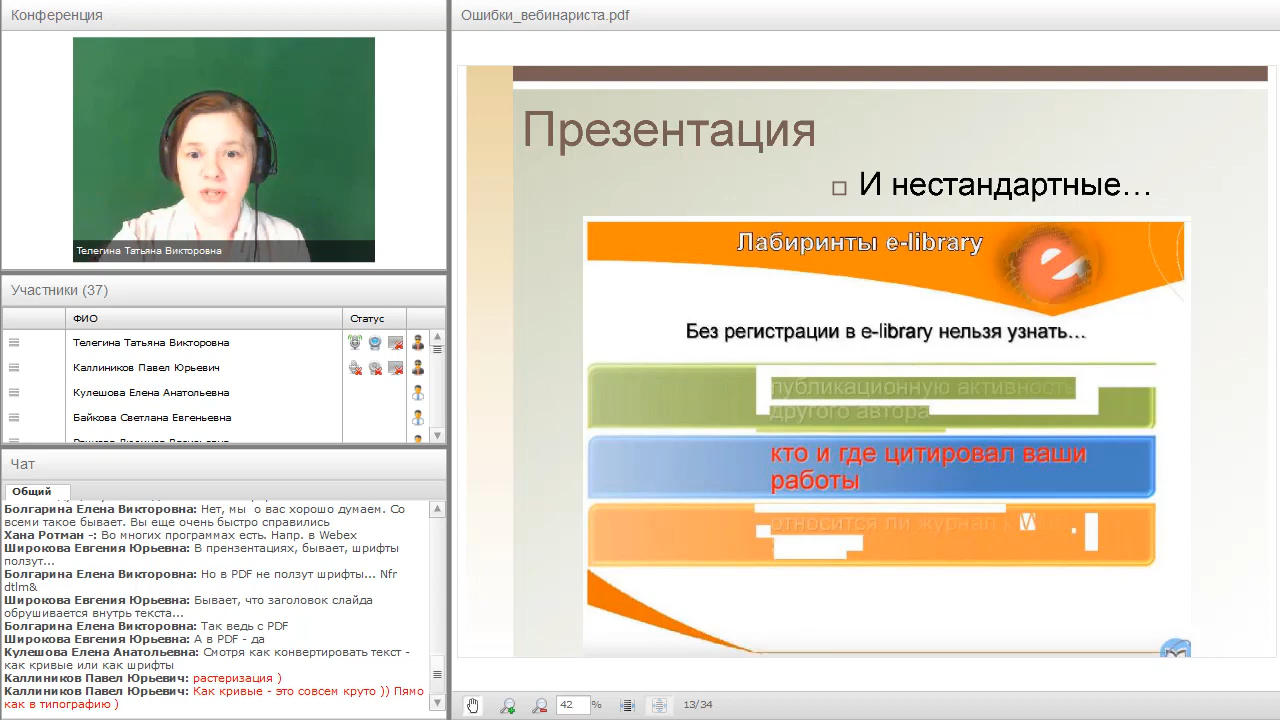 Конференция
Телегина Татьяна Викторовна
Участники (37)
ФИО
Статус
Телегина Татьяна Викторовна
Каллиников Павел Юрьевич
Кулешова Елена Анатольевна
Байкова Светлана Евгеньевна
Чат
Общий
Болгарина Елена Викторовна: Нет, мы о вас хорошо думаем. Со
всеми такое бывает. Вы еще очень быстро справились
Хана Ротман -: Во многих программах есть. Напр. в Webex
Широкова Евгения Юрьевна: В прензентациях, бывает, шрифты
ползут...
Болгарина Елена Викторовна: Но в PDF не ползут шрифты... Nfr
dtlm&
Широкова Евгения Юрьевна: Бывает, что заголовок слайда
обрушивается внутрь текста...
Болгарина Елена Викторовна: Так ведь с PDF
Широкова Евгения Юрьевна: А в PDF - да
Кулешова Елена Анатольевна: Смотря как конвертировать текст -
как кривые или как шрифты
Каллиников Павел Юрьевич: растеризация )
Каллиников Павел Юрьевич: Как кривые - это совсем круто )) Пямо
как в типографию )
Ошибки_вебинариста.pdf
Презентация
И нестандартные...
Лабиринты e-library
Без регистрации в e-library нельзя узнать...
публикационную активность
другого автора
кто и где цитировал ваши
работы
относится ли журнал
42 %
13/34